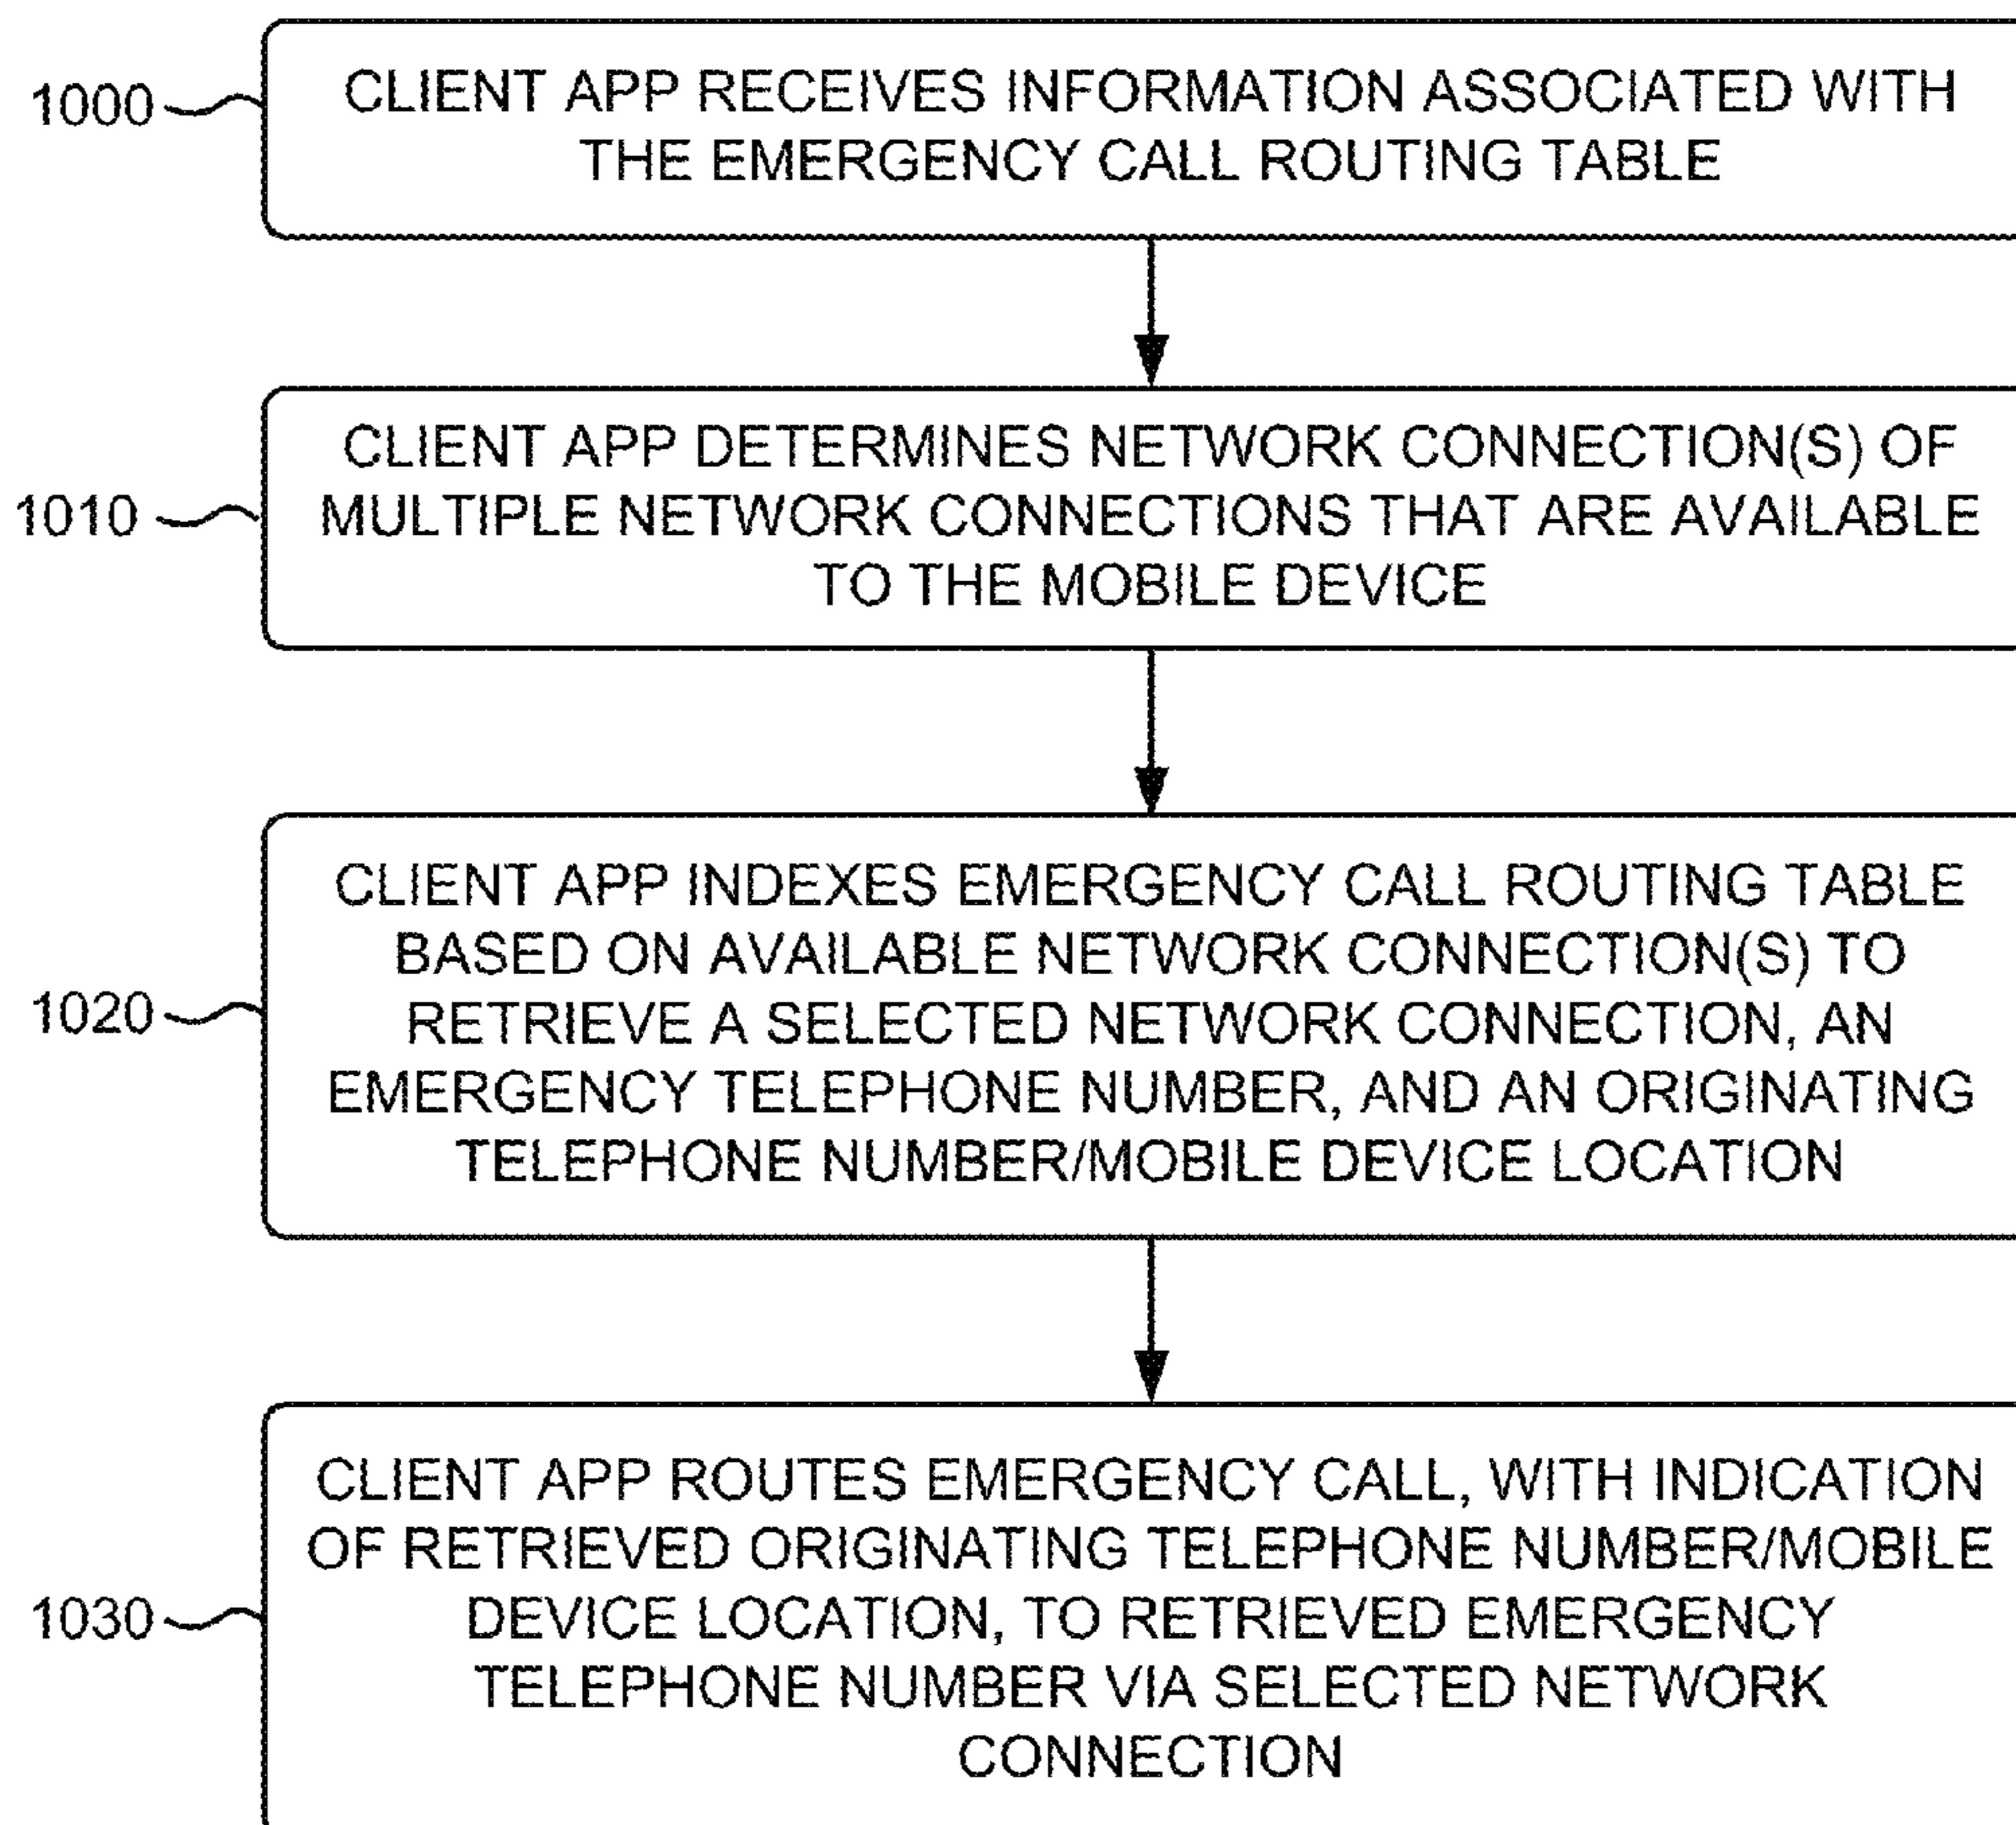 CLIENT APP RECEIVES INFORMATION ASSOCIATED WITH
1000
THE EMERGENCY CALL ROUTING TABLE
CLIENT APP DETERMINES NETWORK CONNECTION(S) OF
1010
MULTIPLE NETWORK CONNECTIONS THAT ARE AVAILABLE
TO THE MOBILE DEVICE
CLIENT APP INDEXES EMERGENCY CALL ROUTING TABLE
BASED ON AVAILABLE NETWORK CONNECTION(S) TO
1020
RETRIEVE A SELECTED NETWORK CONNECTION, AN
EMERGENCY TELEPHONE NUMBER, AND AN ORIGINATING
TELEPHONE NUMBER/MOBILE DEVICE LOCATION
CLIENT APP ROUTES EMERGENCY CALL, WITH INDICATION
OF RETRIEVED ORIGINATING TELEPHONE NUMBER/MOBILE
1030
DEVICE LOCATION, TO RETRIEVED EMERGENCY
TELEPHONE NUMBER VIA SELECTED NETWORK
CONNECTION